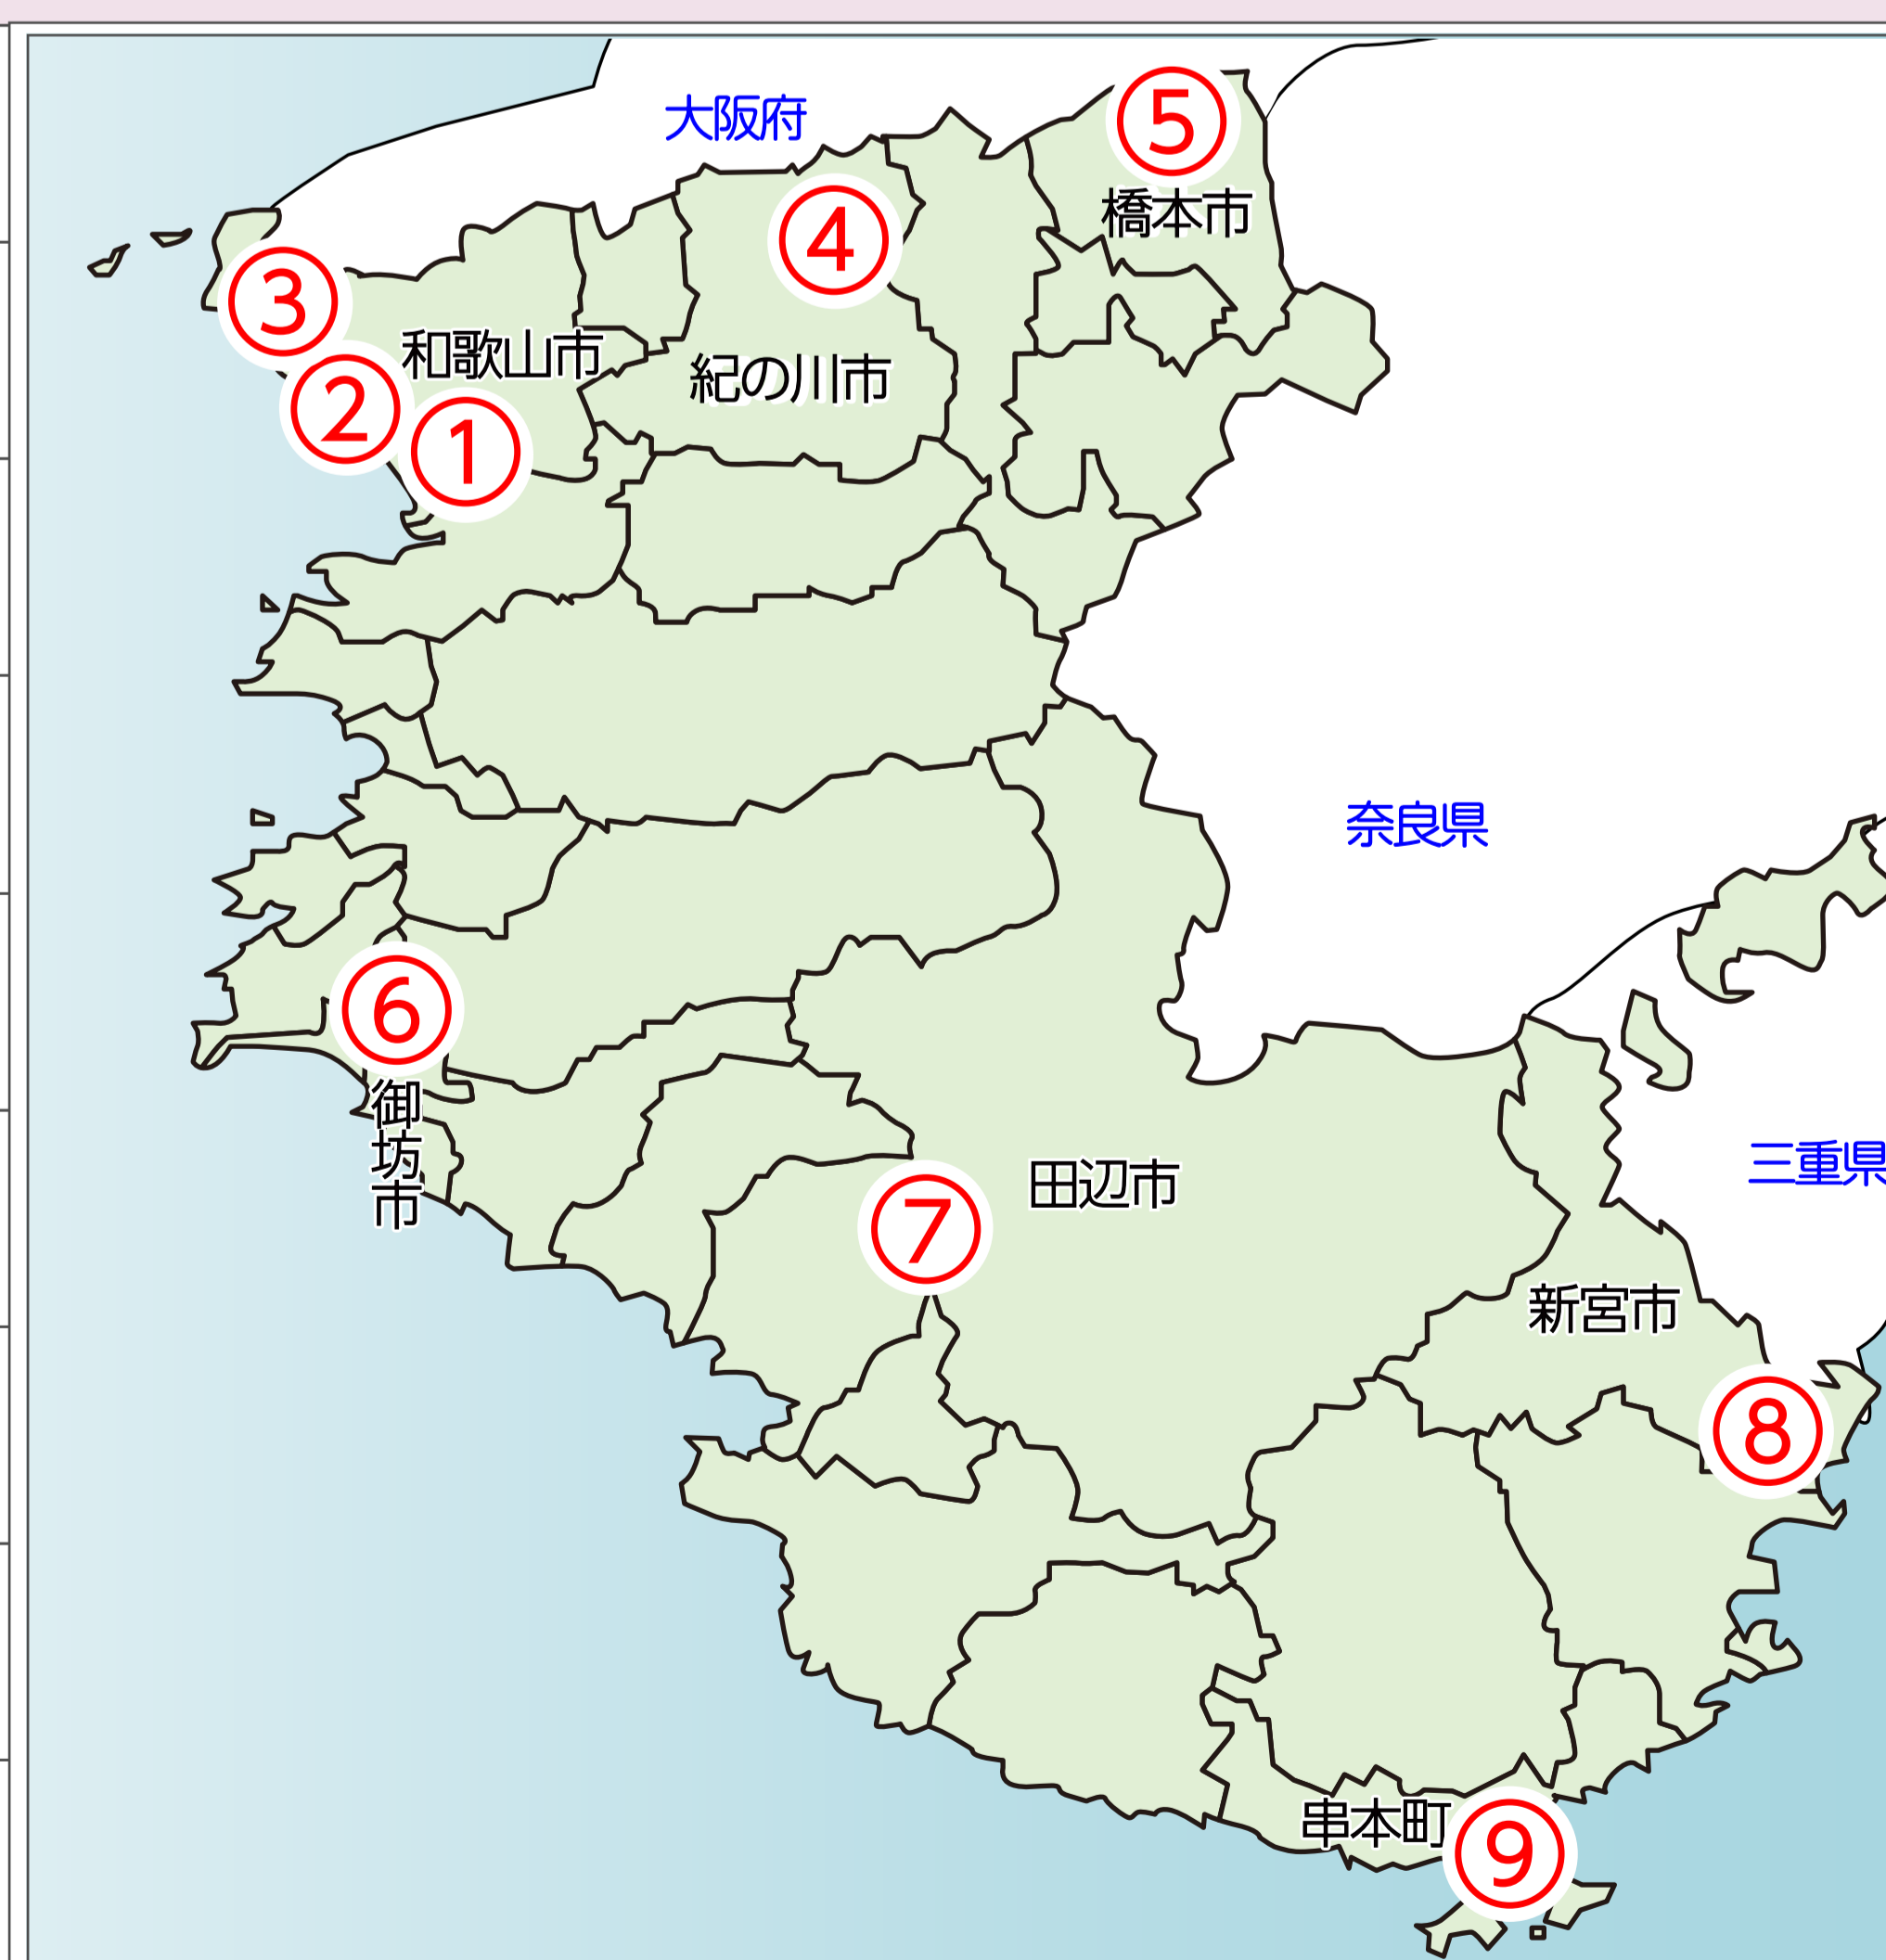 大阪府
⑤
橋本市
④
③
和歌山市
紀の川市
②
①
奈良県
⑥
御坊市
三重県
田辺市
⑦
新宮市
⑧
串本町
⑨